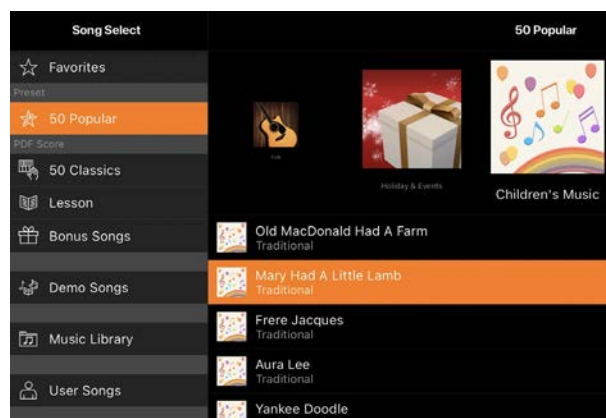 Song Select
50 Popular
Favorites
Preset
50 Popular
PDF Score
50 Classics
Lesson
Bonus Songs
Demo Songs
Music Library
User Songs
Folk
Holiday & Events
Children's Music
Old MacDonald Had A Farm
Traditional
Mary Had A Little Lamb
Traditional
Frere Jacques
Traditional
Aura Lee
Traditional
Yankee Doodle